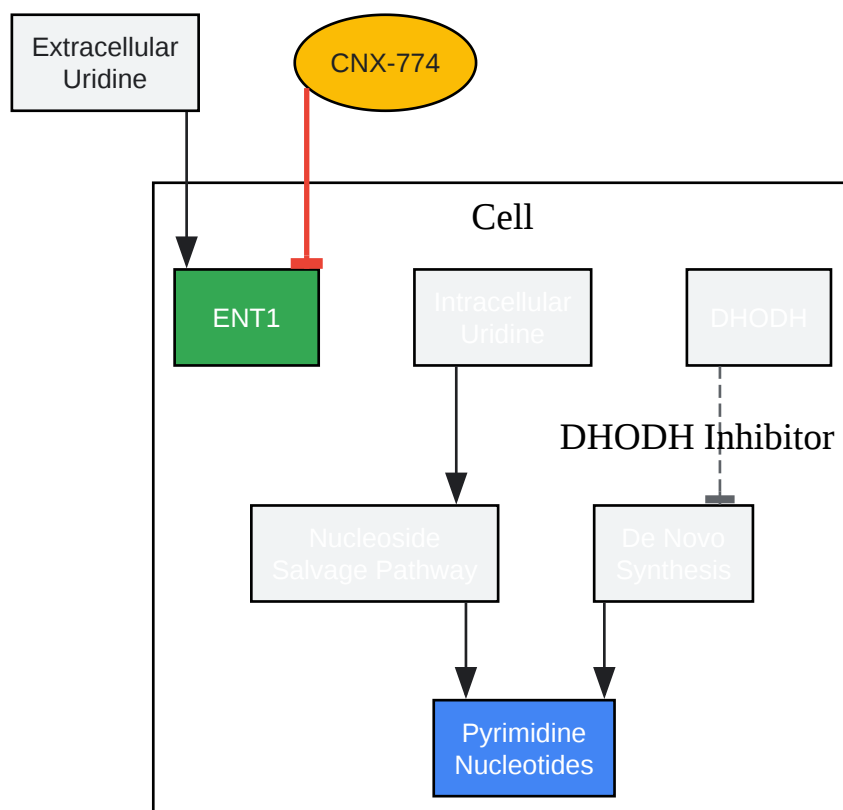 Extracellular
Uridine
CNX-774
Cell
ENT1
Intracellular
Uridine
DHODH
DHODH Inhibitor
Nucleoside
Salvage Pathway
De Novo
Synthesis
Pyrimidine
Nucleotides